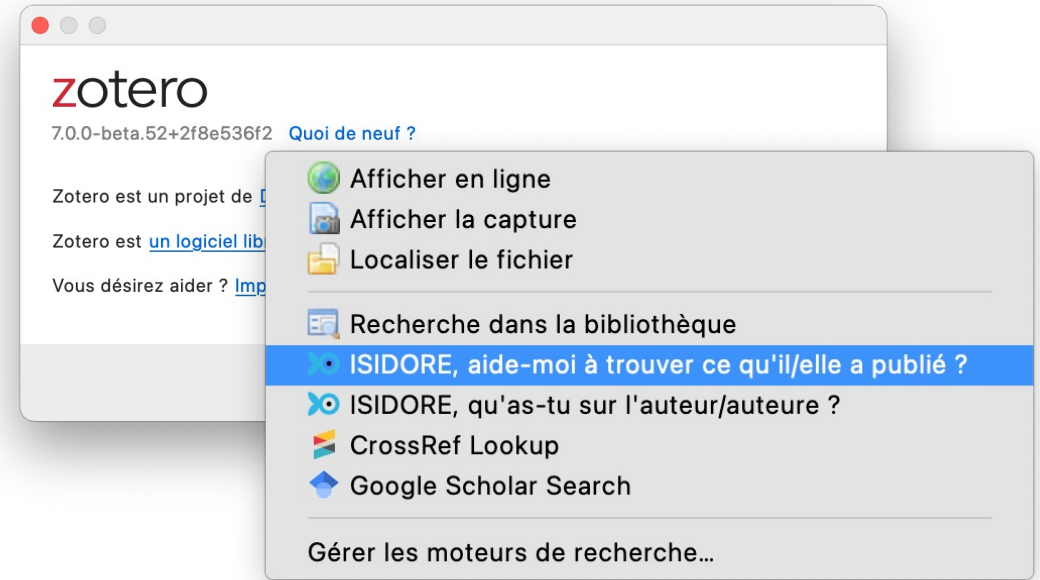 zotero
7.0.0-beta.52+2f8e536f2 Quoi de neuf ?
Zotero est un projet de
Zotero est un logiciel lib
Vous désirez aider ? Imp
Afficher en ligne
Afficher la capture
Localiser le fichier
Recherche dans la bibliothèque
ISIDORE, aide-moi à trouver ce qu'il/elle a publié ?
ISIDORE, qu'as-tu sur l'auteur/auteure ?
CrossRef Lookup
Google Scholar Search
Gérer les moteurs de recherche…